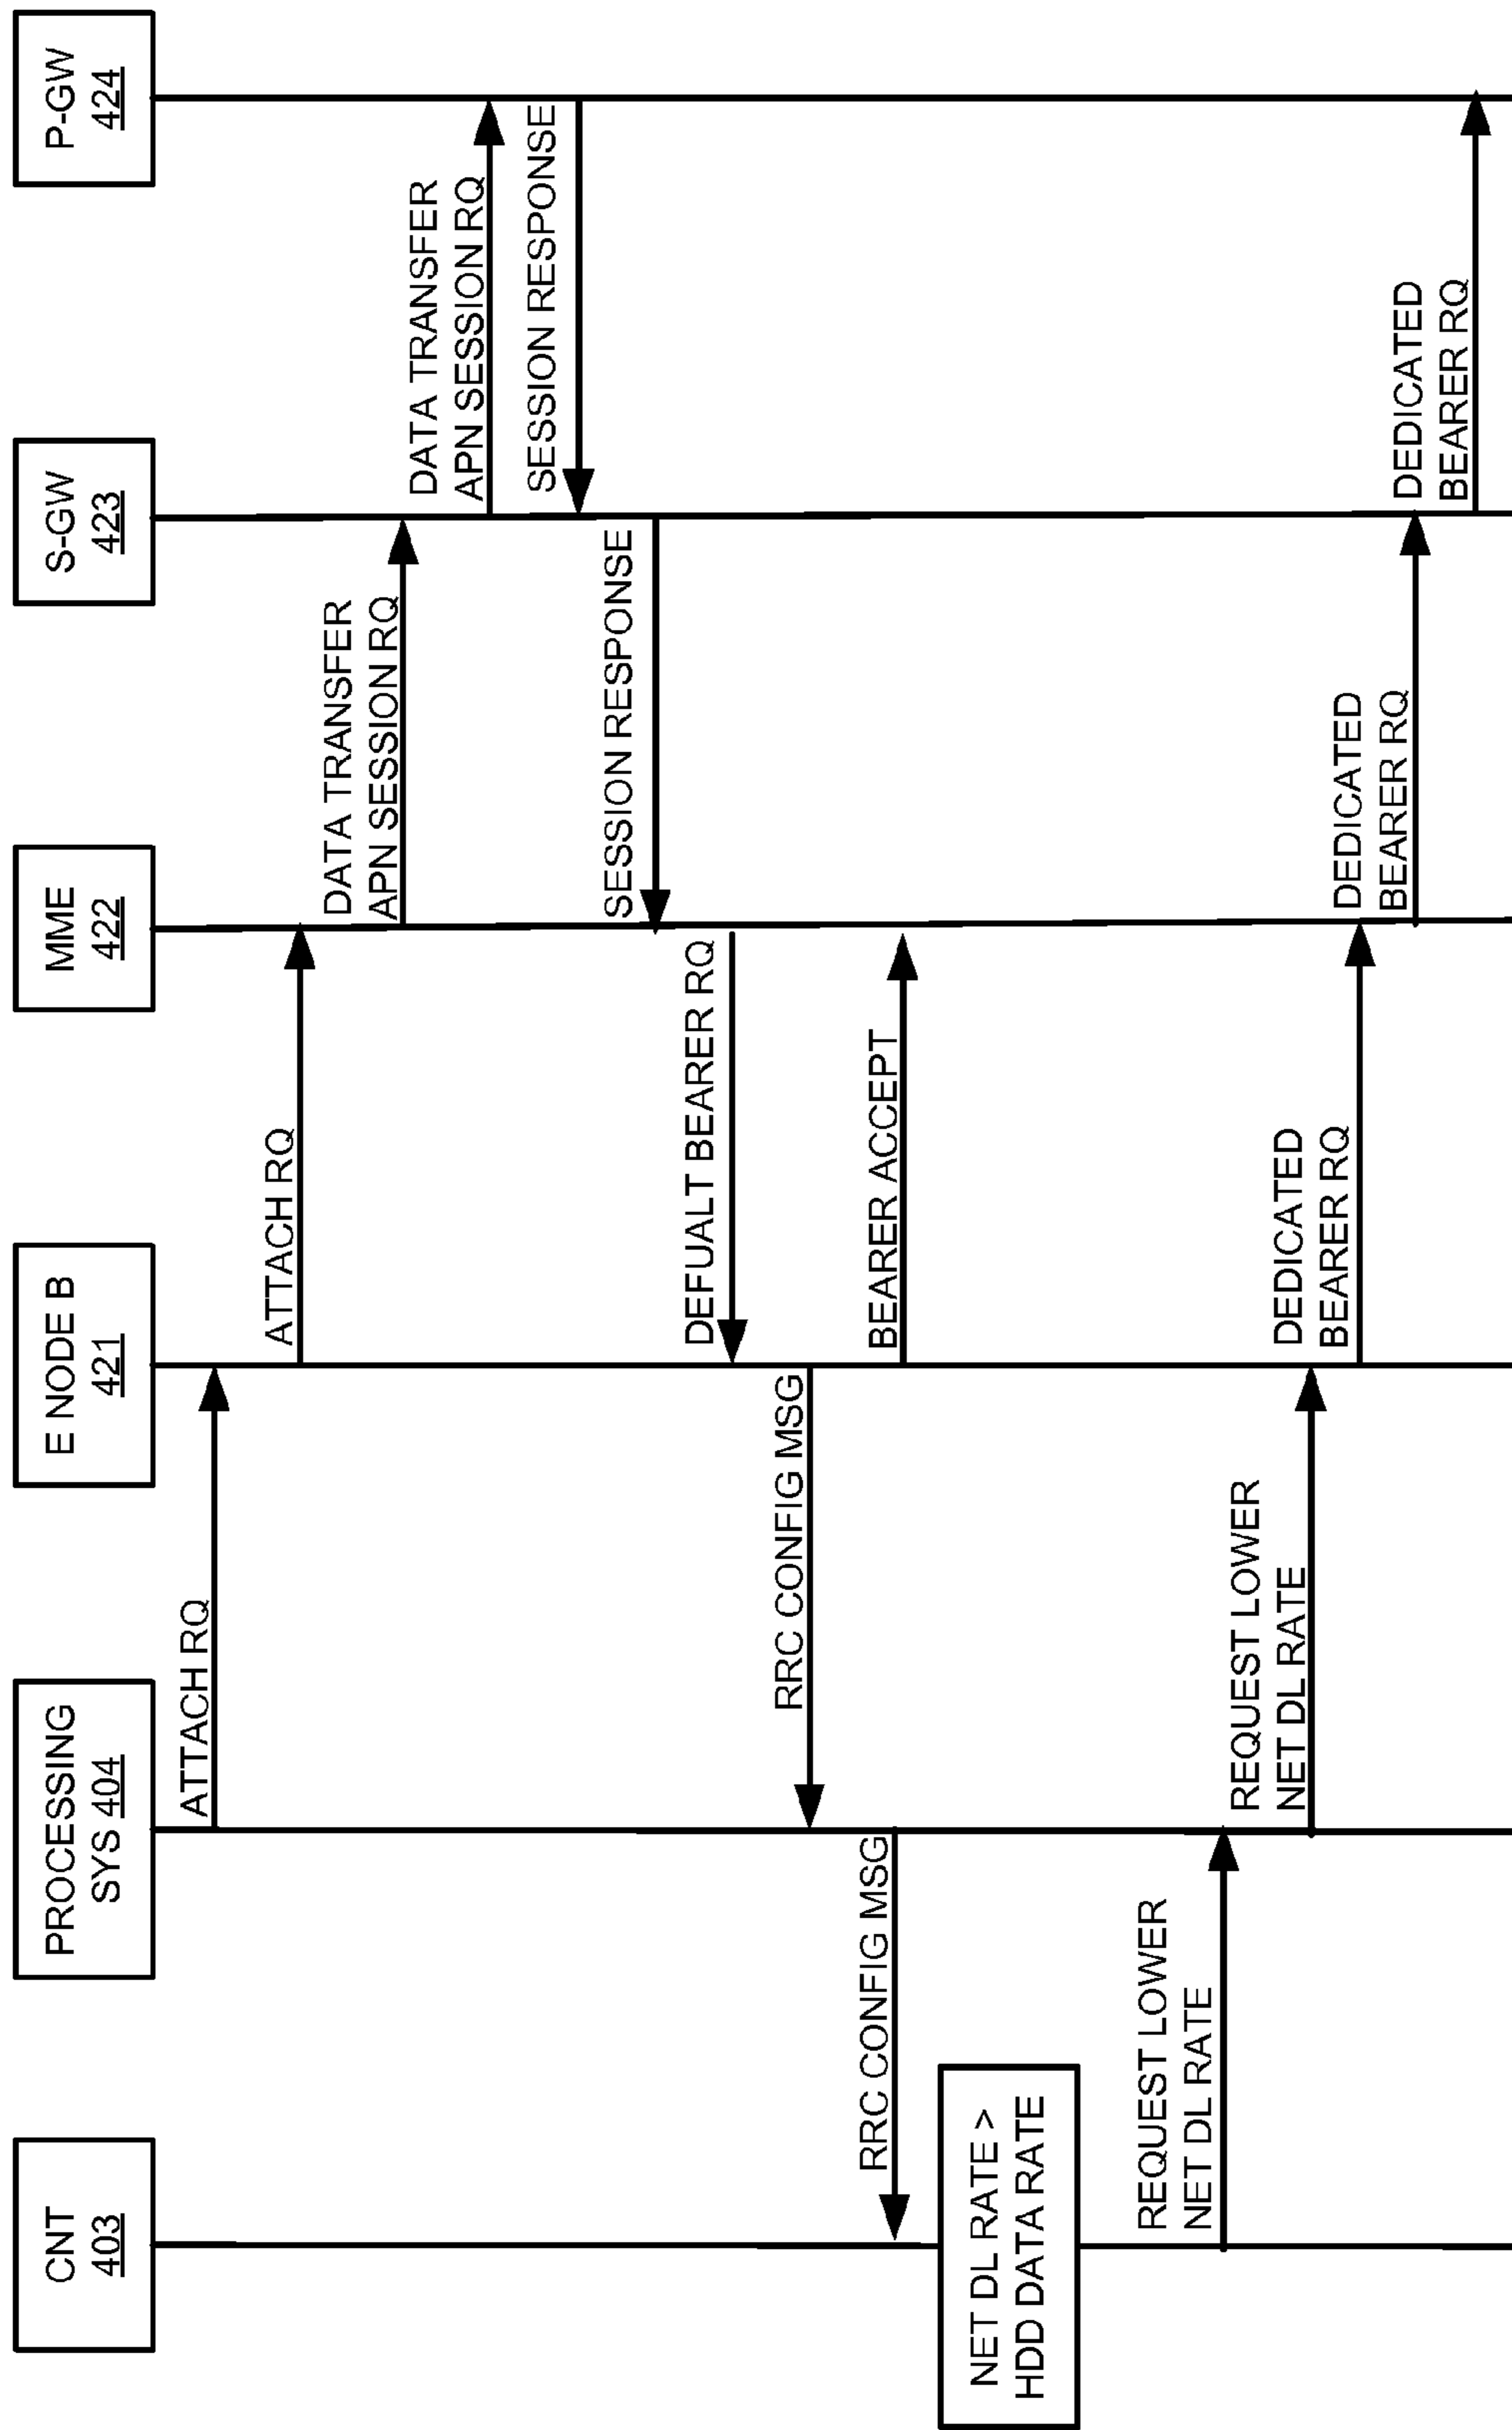 CNT
403
PROCESSING
SYS 404
E NODE B
421
MME
422
S-GW
423
P-GW
424
ATTACH RQ
ATTACH RQ
DATA TRANSFER
APN SESSION RQ
DATA TRANSFER
APN SESSION RQ
SESSION RESPONSE
SESSION RESPONSE
DEFUALT BEARER RQ
RRC CONFIG MSG
RRC CONFIG MSG
BEARER ACCEPT
NET DL RATE >
HDD DATA RATE
REQUEST LOWER
NET DL RATE
REQUEST LOWER
NET DL RATE
DEDICATED
BEARER RQ
DEDICATED
BEARER RQ
DEDICATED
BEARER RQ